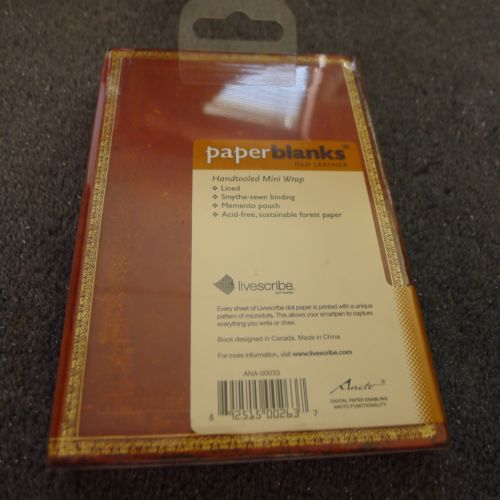 paperblanks®
OLD LEATHER
Handtooled Mini Wrap
❖ Lined
❖ Smythe-sewn binding
❖ Memento pouch
❖ Acid-free, sustainable forest paper
livescribe
DOT PAPER
Every sheet of Livescribe dot paper is printed with a unique
pattern of microdots. This allows your smartpen to capture
everything you write or draw.
Book designed in Canada. Made in China
For more information, visit www.livescribe.com
ANA-00033
Anoto®
DIGITAL PAPER ENABLING
ANOTO FUNCTIONALITY
8 92515 00263 7